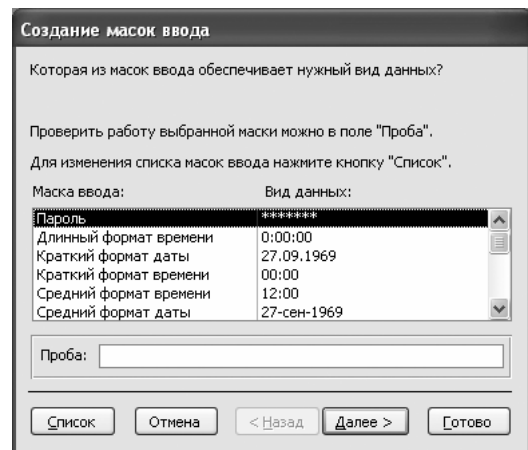 Создание масок ввода
Которая из масок ввода обеспечивает нужный вид данных?
Проверить работу выбранной маски можно в поле "Проба".
Для изменения списка масок ввода нажмите кнопку "Список".
Маска ввода: Вид данных:
Пароль *******
Длинный формат времени 0:00:00
Краткий формат даты 27.09.1969
Краткий формат времени 00:00
Средний формат времени 12:00
Средний формат даты 27-сен-1969
Проба:
Список Отмена < Назад Далее > Готово